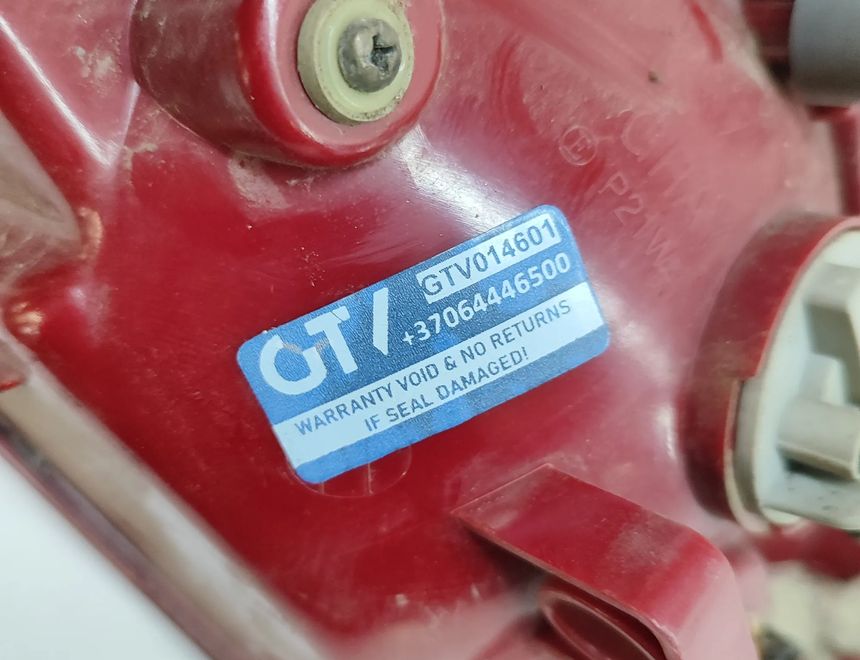 GTV
GTV014601
+37064446500
WARRANTY VOID & NO RETURNS
IF SEAL DAMAGED!
E
P21W